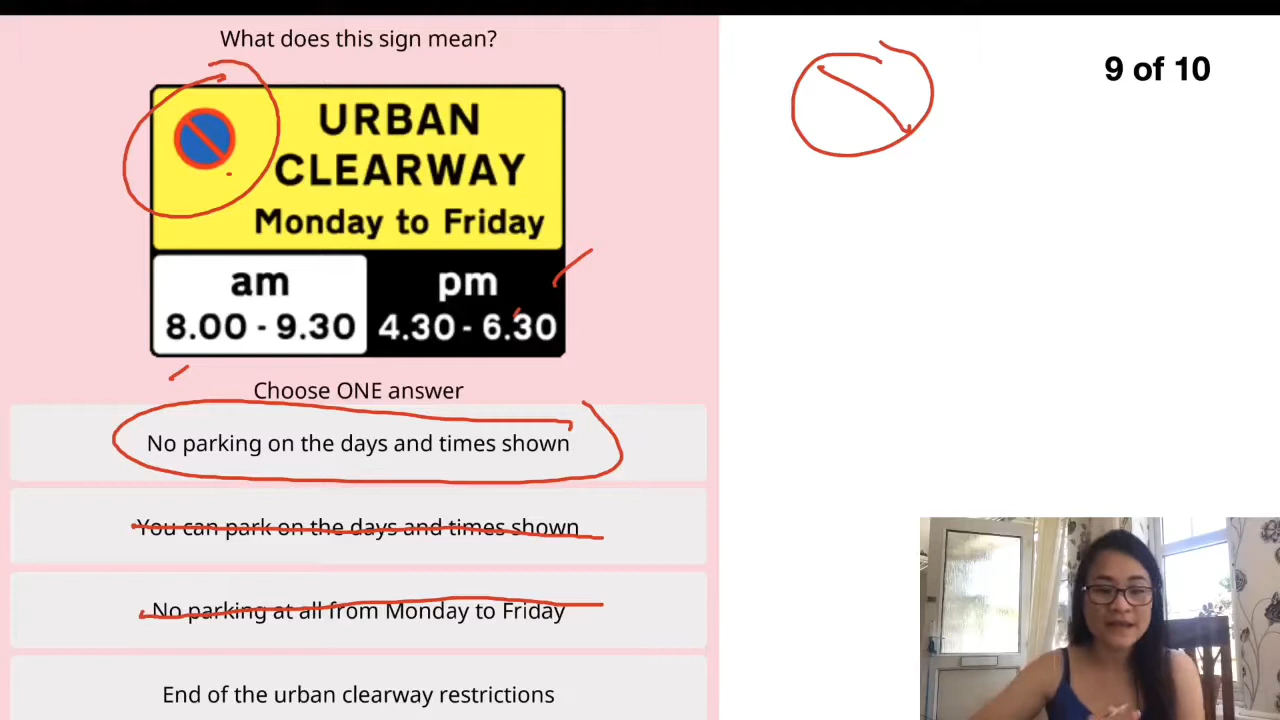 What does this sign mean?
9 of 10
URBAN
CLEARWAY
Monday to Friday
am
8.00 - 9.30
pm
4.30 - 6.30
Choose ONE answer
No parking on the days and times shown
You can park on the days and times shown
No parking at all from Monday to Friday
End of the urban clearway restrictions